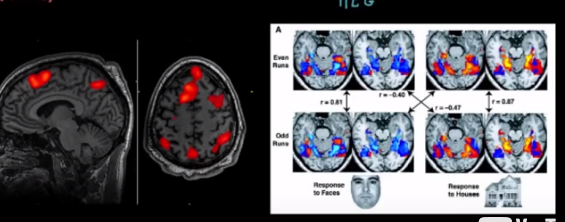 A
Even
Runs
r = 0.81
r = -0.40
r = -0.47
r = 0.87
Odd
Runs
Response
to Faces
Response
to Houses